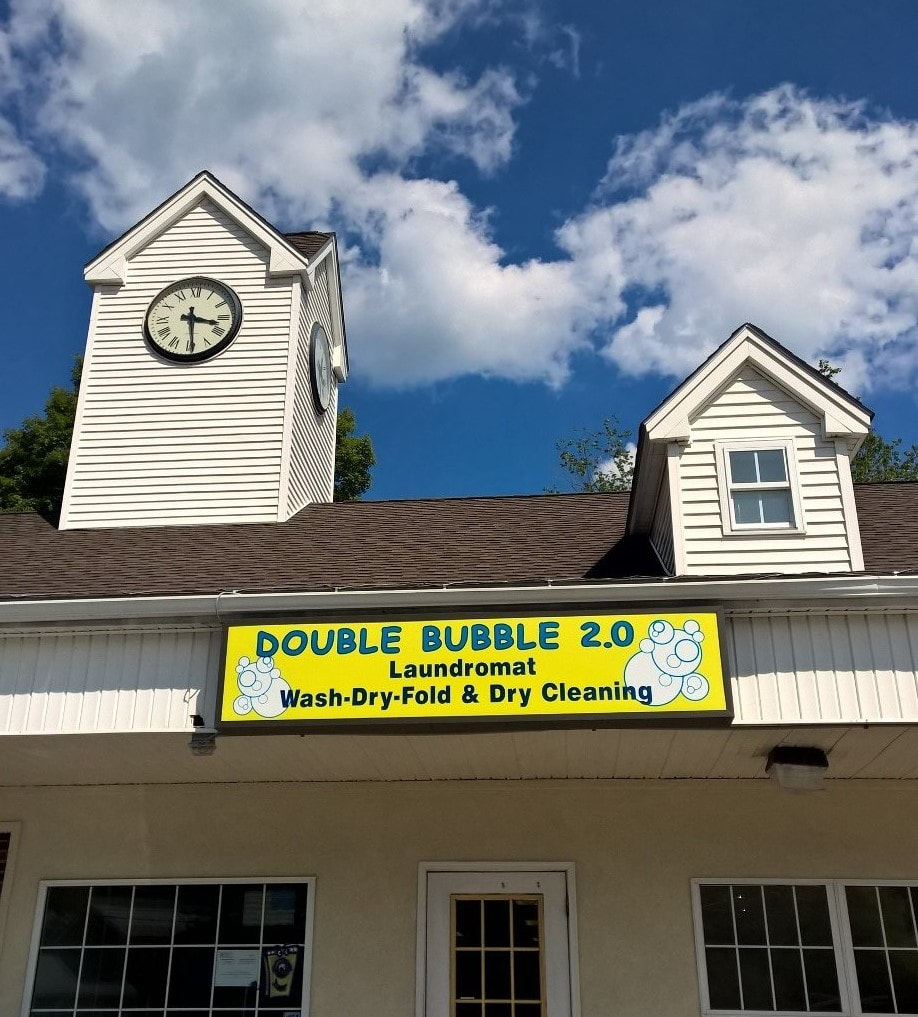 DOUBLE BUBBLE 2.0
Laundromat
Wash-Dry-Fold & Dry Cleaning